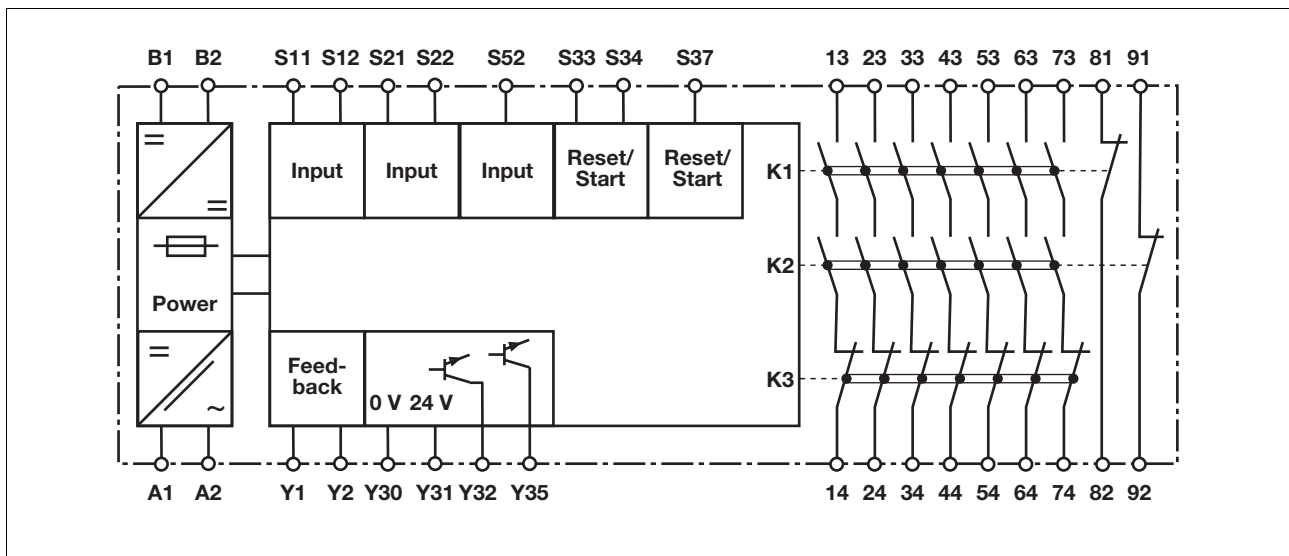 B1 B2 S11 S12 S21 S22 S52 S33 S34 S37 13 23 33 43 53 63 73 81 91
=
=
Input Input Input Reset/ Reset/
Start Start
K1
K2
Power
=
~
Feed-
back
0 V 24 V
K3
A1 A2 Y1 Y2 Y30 Y31 Y32 Y35 14 24 34 44 54 64 74 82 92